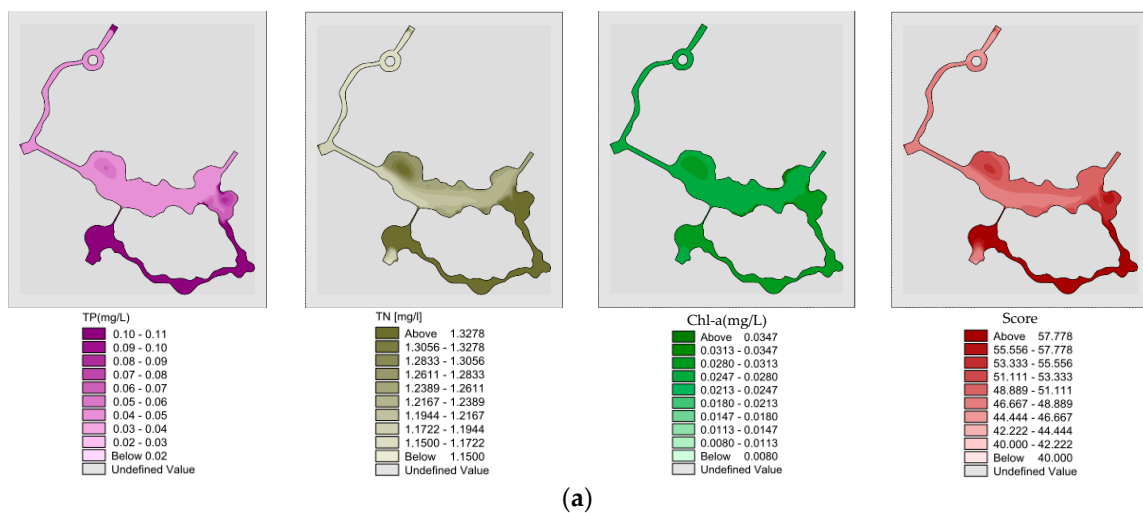 TP(mg/L)
0.10 - 0.11
0.09 - 0.10
0.08 - 0.09
0.07 - 0.08
0.06 - 0.07
0.05 - 0.06
0.04 - 0.05
0.03 - 0.04
0.02 - 0.03
Below 0.02
Undefined Value
TN [mg/l]
Above 1.3278
1.3056 - 1.3278
1.2833 - 1.3056
1.2611 - 1.2833
1.2389 - 1.2611
1.2167 - 1.2389
1.1944 - 1.2167
1.1722 - 1.1944
1.1500 - 1.1722
Below 1.1500
Undefined Value
Chl-a(mg/L)
Above 0.0347
0.0313 - 0.0347
0.0280 - 0.0313
0.0247 - 0.0280
0.0213 - 0.0247
0.0180 - 0.0213
0.0147 - 0.0180
0.0113 - 0.0147
0.0080 - 0.0113
Below 0.0080
Undefined Value
Score
Above 57.778
55.556 - 57.778
53.333 - 55.556
51.111 - 53.333
48.889 - 51.111
46.667 - 48.889
44.444 - 46.667
42.222 - 44.444
40.000 - 42.222
Below 40.000
Undefined Value
(a)